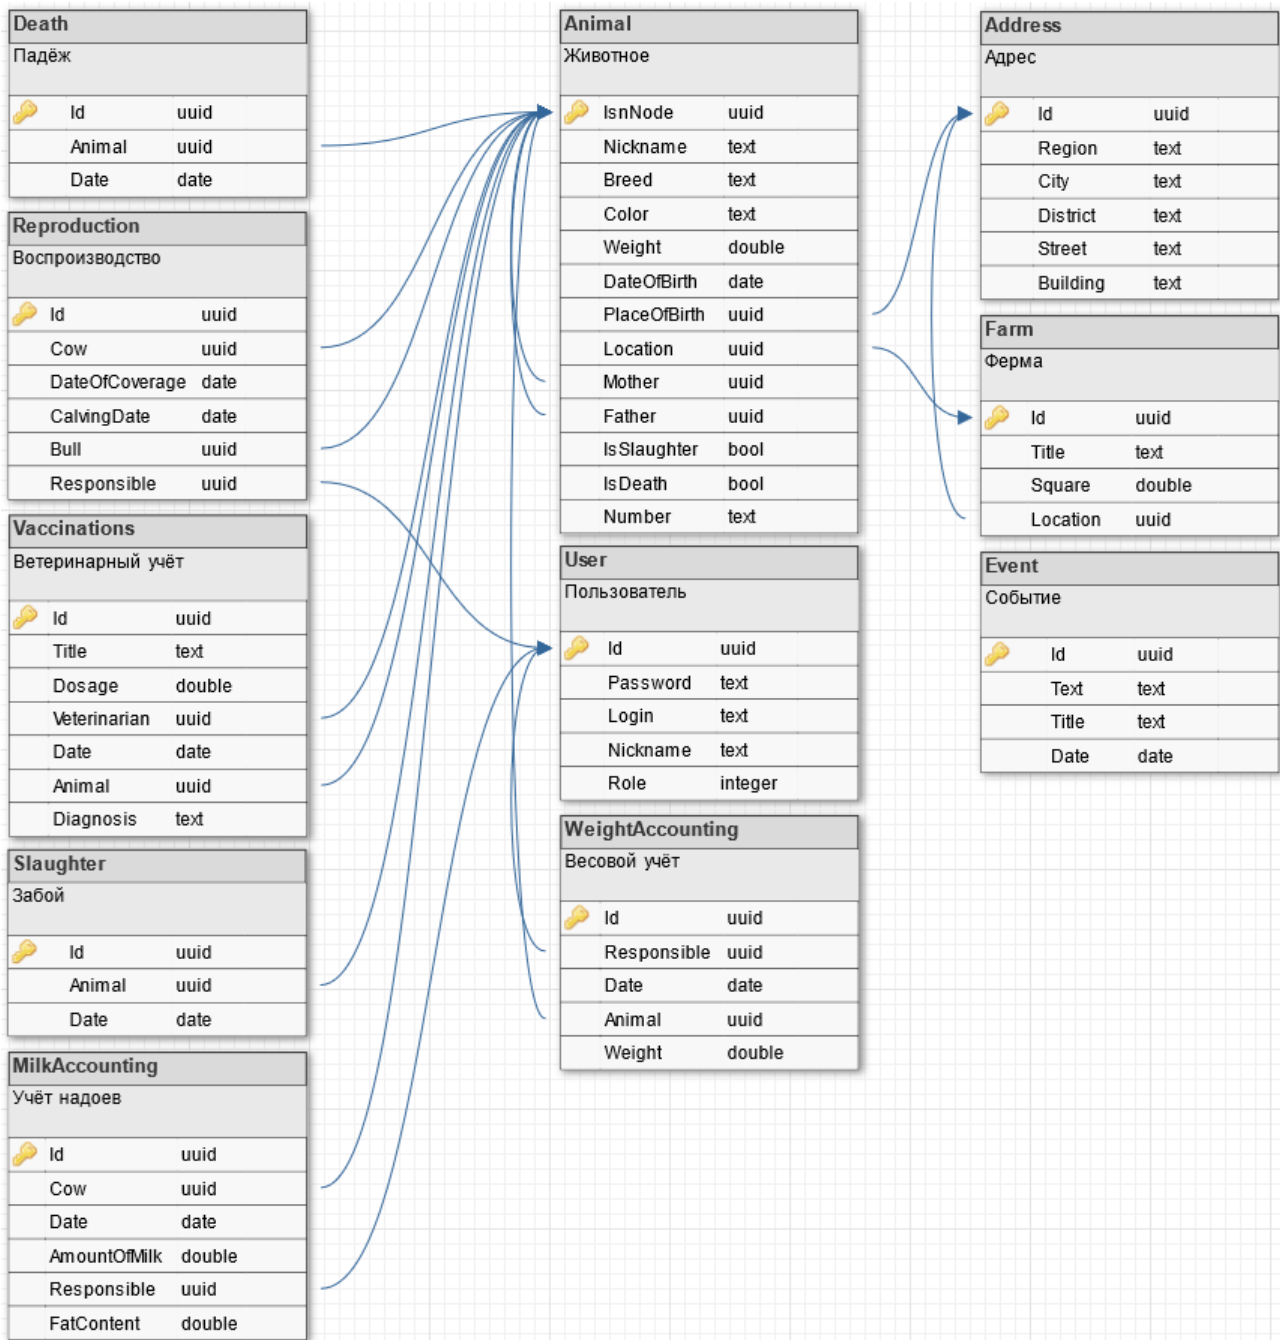 Death
Падёж
Id uuid
Animal uuid
Date date
Reproduction
Воспроизводство
Id uuid
Cow uuid
DateOfCoverage date
CalvingDate date
Bull uuid
Responsible uuid
Vaccinations
Ветеринарный учёт
Id uuid
Title text
Dosage double
Veterinarian uuid
Date date
Animal uuid
Diagnosis text
Slaughter
Забой
Id uuid
Animal uuid
Date date
MilkAccounting
Учёт надоев
Id uuid
Cow uuid
Date date
AmountOfMilk double
Responsible uuid
FatContent double
Animal
Животное
IsnNode uuid
Nickname text
Breed text
Color text
Weight double
DateOfBirth date
PlaceOfBirth uuid
Location uuid
Mother uuid
Father uuid
IsSlaughter bool
IsDeath bool
Number text
User
Пользователь
Id uuid
Password text
Login text
Nickname text
Role integer
WeightAccounting
Весовой учёт
Id uuid
Responsible uuid
Date date
Animal uuid
Weight double
Address
Адрес
Id uuid
Region text
City text
District text
Street text
Building text
Farm
Ферма
Id uuid
Title text
Square double
Location uuid
Event
Событие
Id uuid
Text text
Title text
Date date